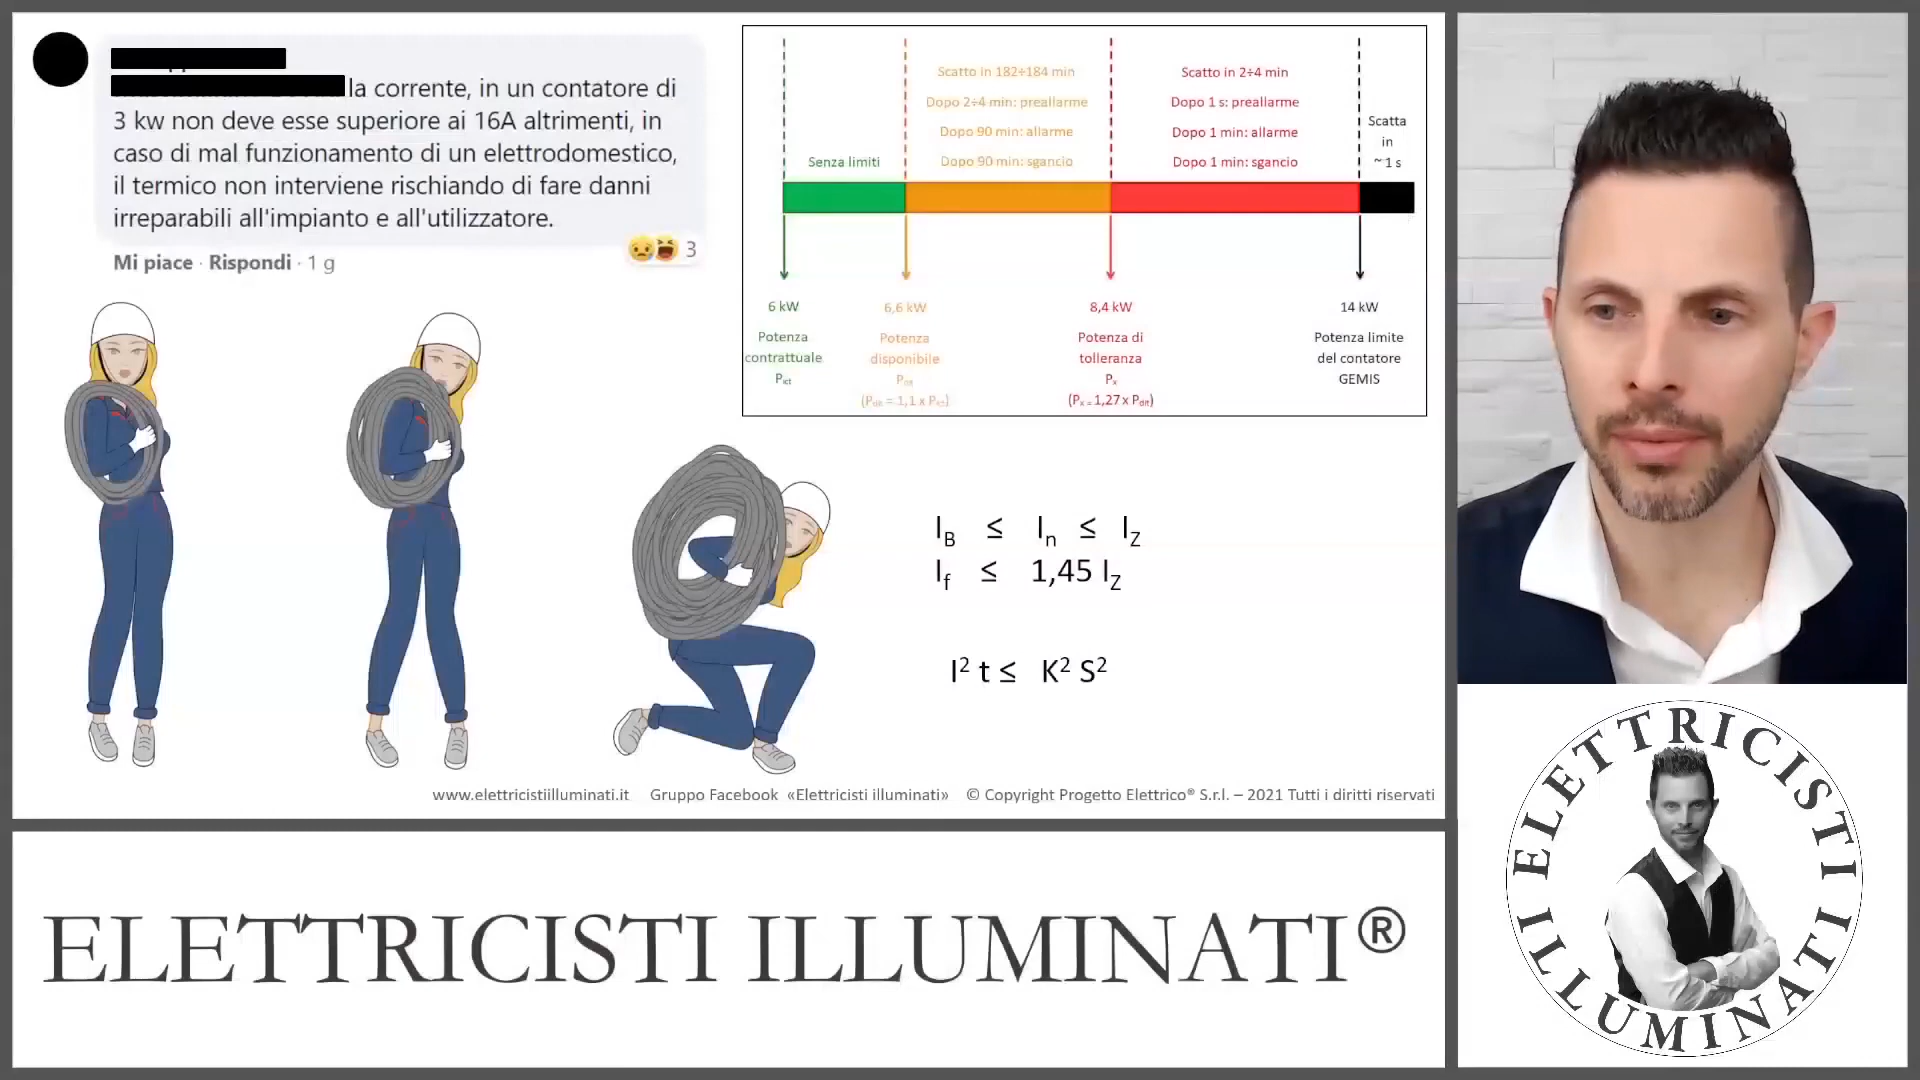 la corrente, in un contatore di
3 kw non deve esse superiore ai 16A altrimenti, in
caso di mal funzionamento di un elettrodomestico,
il termico non interviene rischiando di fare danni
irreparabili all'impianto e all'utilizzatore.
Mi piace · Rispondi · 1 g
3
Scatto in 182÷184 min
Dopo 2÷4 min: preallarme
Dopo 90 min: allarme
Dopo 90 min: sgancio
Scatto in 2÷4 min
Dopo 1 s: preallarme
Dopo 1 min: allarme
Dopo 1 min: sgancio
Scatta
in
~1 s
Senza limiti
6 kW
Potenza
contrattuale
6,6 kW
Potenza
disponibile
8,4 kW
Potenza di
tolleranza
Px
(Px = 1,27 x Pdit)
14 kW
Potenza limite
del contatore
GEMIS
IB ≤ In ≤ IZ
If ≤ 1,45 IZ
I² t ≤ K² S²
www.elettricistiilluminati.it Gruppo Facebook «Elettricisti illuminati» © Copyright Progetto Elettrico® S.r.l. – 2021 Tutti i diritti riservati
ELETTRICISTI ILLUMINATI®
ELETTRICISTI ILLUMINATI